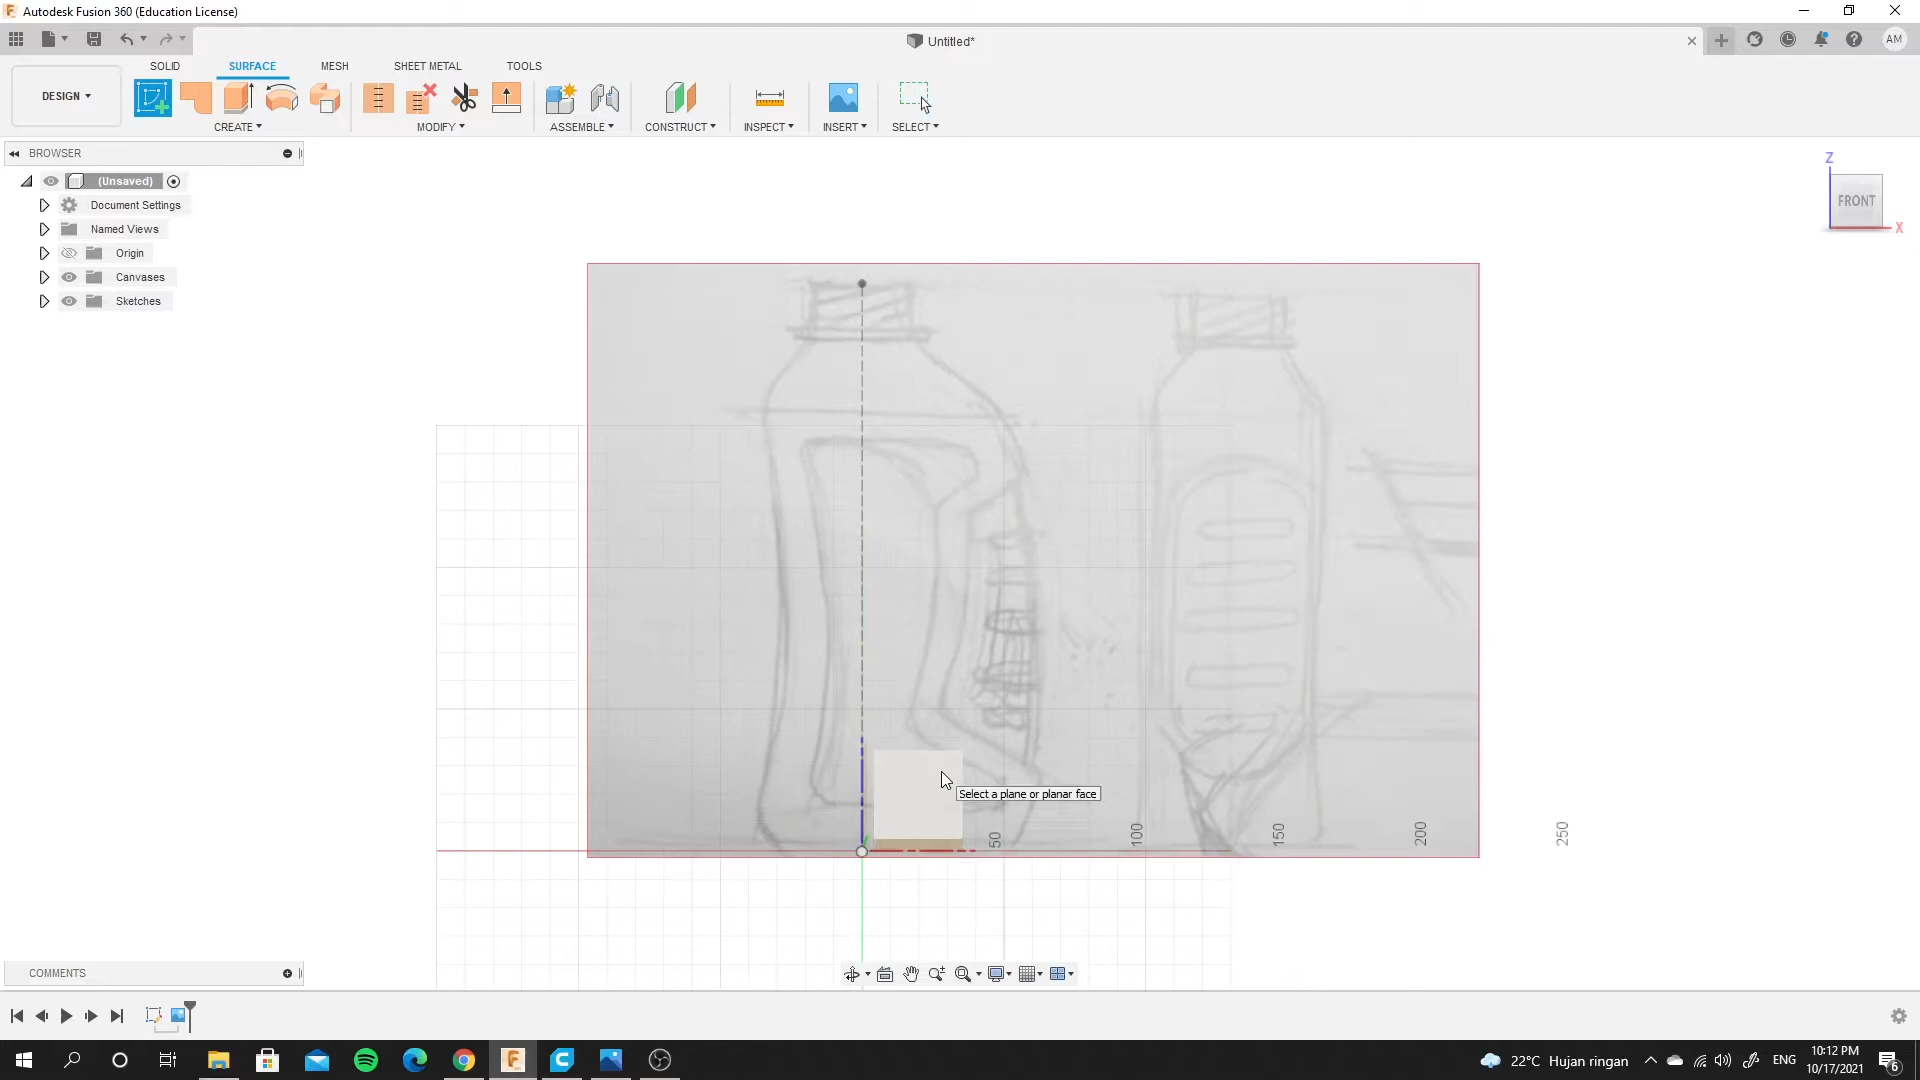 Autodesk Fusion 360 (Education License)
Untitled*
AM
DESIGN
SOLID
SURFACE
MESH
SHEET METAL
TOOLS
CREATE
MODIFY
ASSEMBLE
CONSTRUCT
INSPECT
INSERT
SELECT
BROWSER
(Unsaved)
Document Settings
Named Views
Origin
Canvases
Sketches
Z
FRONT
X
Select a plane or planar face
50
100
150
200
250
COMMENTS
22°C Hujan ringan
ENG
10:12 PM
10/17/2021
6